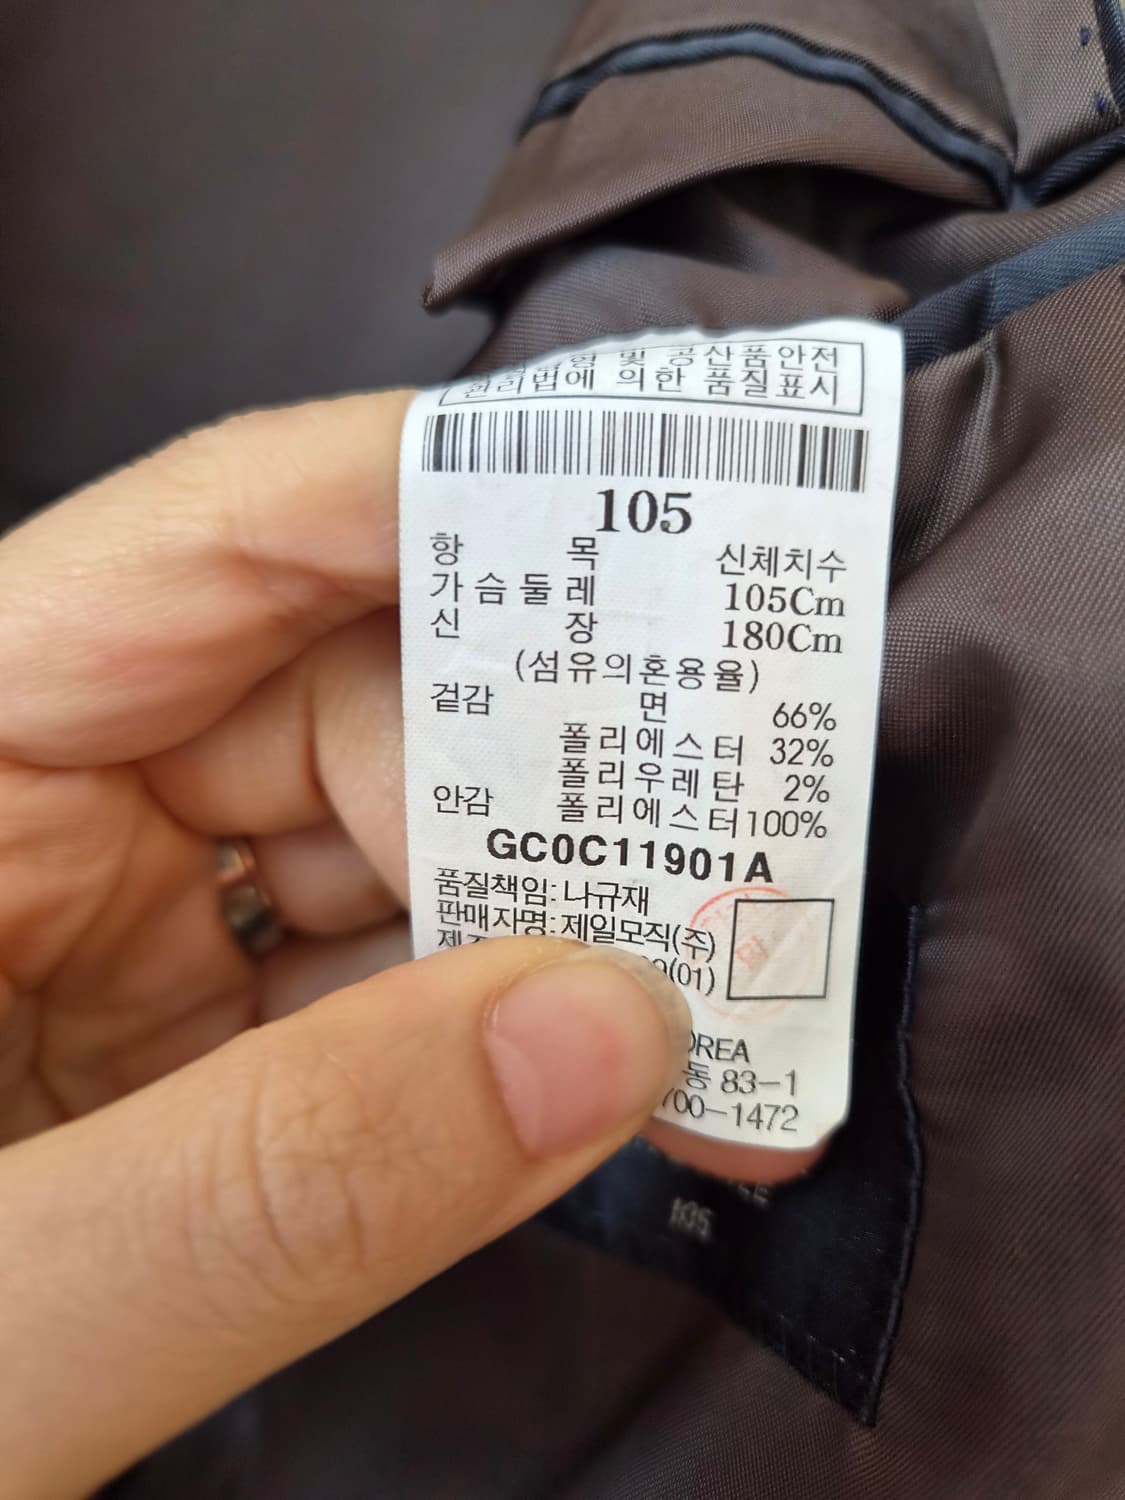 및 공산품안전
관리법에 의한 품질표시
105
항 목 신체치수
가슴둘레 105Cm
신 장 180Cm
(섬유의혼용율)
겉감 면 66%
폴리에스터 32%
폴리우레탄 2%
안감 폴리에스터100%
GC0C11901A
품질책임: 나규재
판매자명: 제일모직(주)
(01)
KOREA
동 83-1
700-1472
105